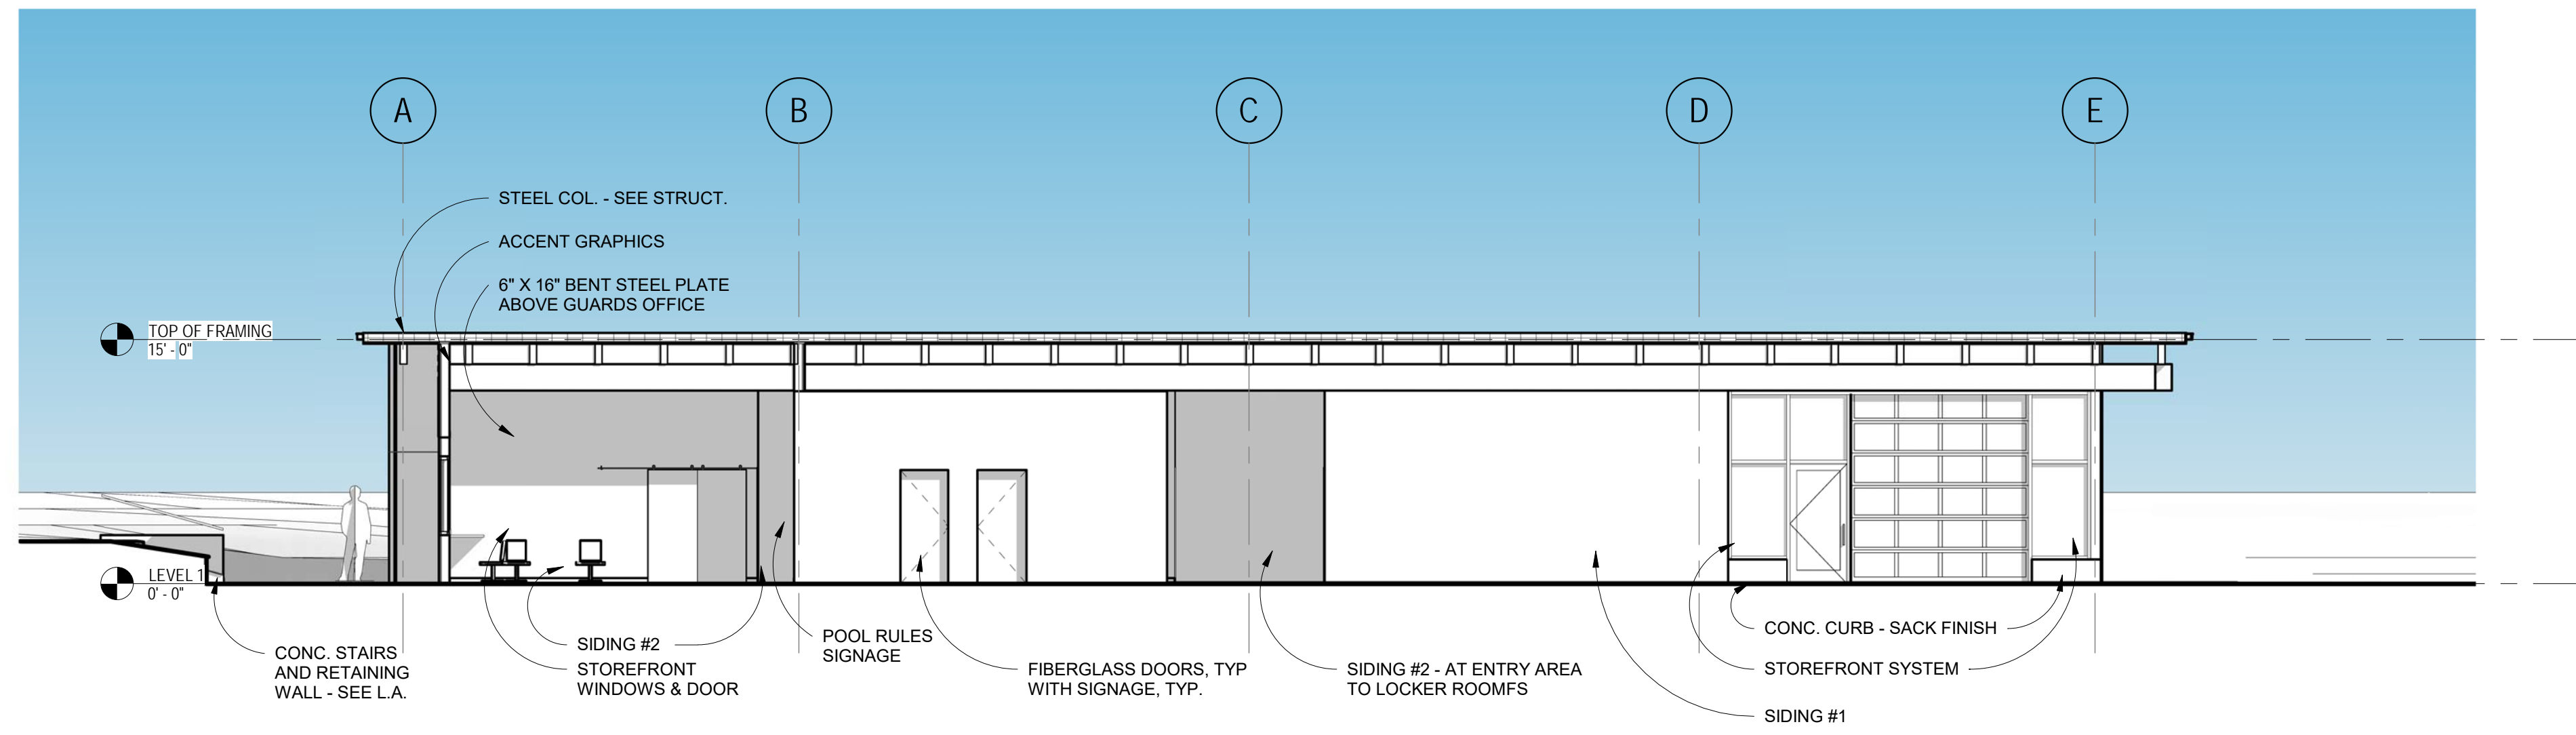 A
B
C
D
E
STEEL COL. - SEE STRUCT.
ACCENT GRAPHICS
6" X 16" BENT STEEL PLATE
ABOVE GUARDS OFFICE
TOP OF FRAMING
15' - 0"
LEVEL 1
0' - 0"
CONC. STAIRS
AND RETAINING
WALL - SEE L.A.
SIDING #2
STOREFRONT
WINDOWS & DOOR
POOL RULES
SIGNAGE
FIBERGLASS DOORS, TYP
WITH SIGNAGE, TYP.
SIDING #2 - AT ENTRY AREA
TO LOCKER ROOMFS
CONC. CURB - SACK FINISH
STOREFRONT SYSTEM
SIDING #1